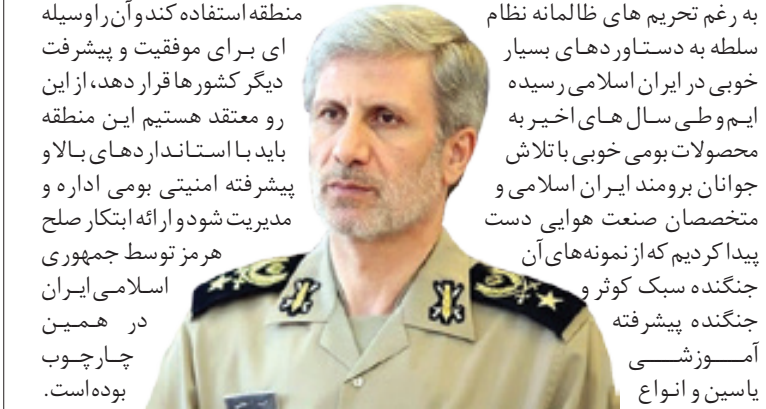 به رغم تحریم های ظالمانه نظام
سلطه به دستاوردهای بسیار
خوبی در ایران اسلامی رسیده
ایم و طی سال های اخیر به
محصولات بومی خوبی با تلاش
جوانان برومند ایران اسلامی و
متخصصان صنعت هوایی دست
پیدا کردیم که از نمونه‌های آن
جنگنده سبک کوثر و
جنگنده پیشرفته
آموزشی
یاسین و انواع
منطقه استفاده کند و آن را وسیله
ای برای موفقیت و پیشرفت
دیگر کشورها قرار دهد، از این
رو معتقد هستیم این منطقه
باید با استانداردهای بالا و
پیشرفته امنیتی بومی اداره و
مدیریت شود و ارائه ابتکار صلح
هرمز توسط جمهوری
اسلامی ایران
در همین
چارچوب
بوده است.